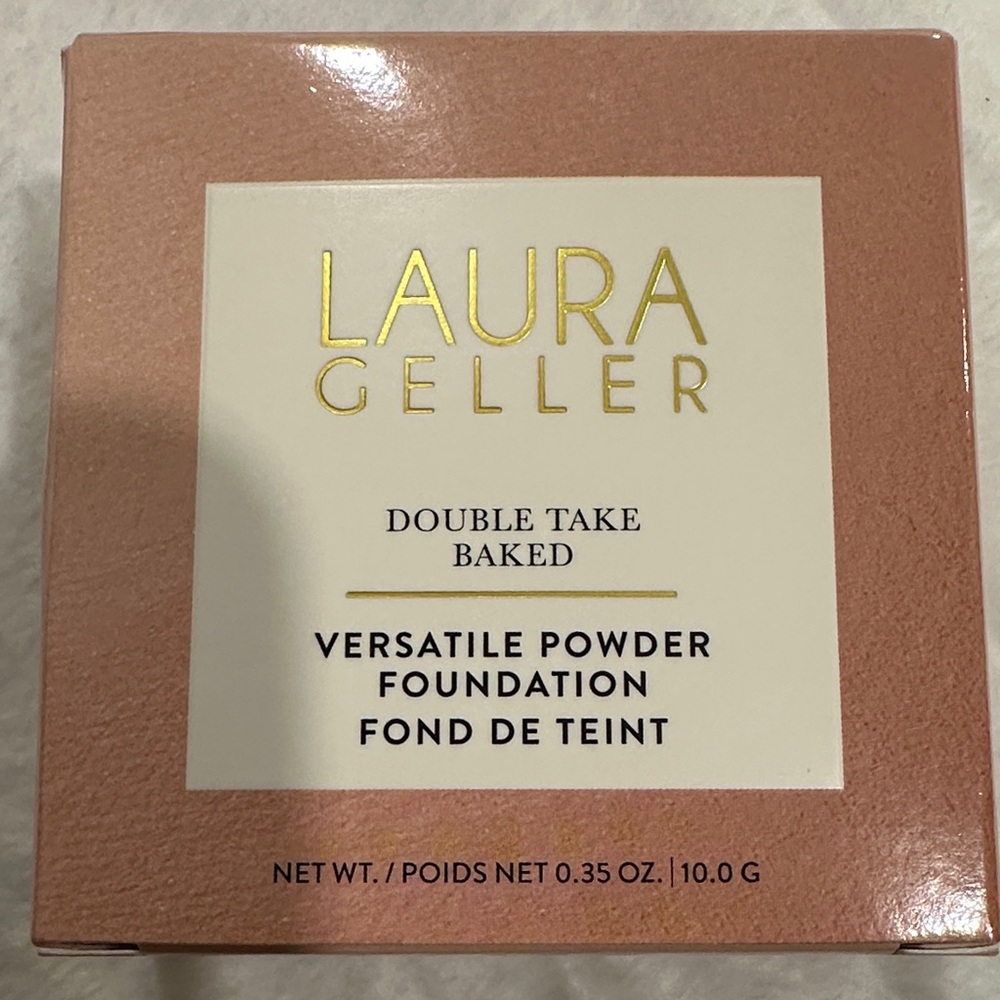 LAURA
GELLER
DOUBLE TAKE
BAKED
VERSATILE POWDER
FOUNDATION
FOND DE TEINT
NET WT. / POIDS NET 0.35 OZ. | 10.0 G